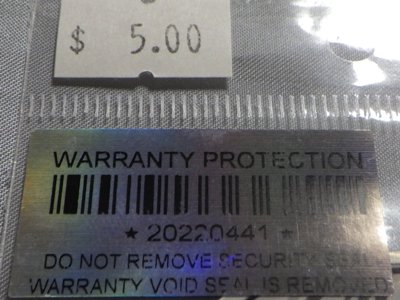 $ 5.00
WARRANTY PROTECTION
★ 20220441 ★
DO NOT REMOVE SECURITY SEAL
WARRANTY VOID SEAL IS REMOVED